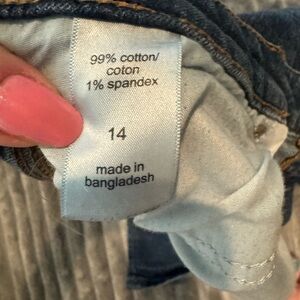 99% cotton/
coton
1% spandex
14
made in
bangladesh